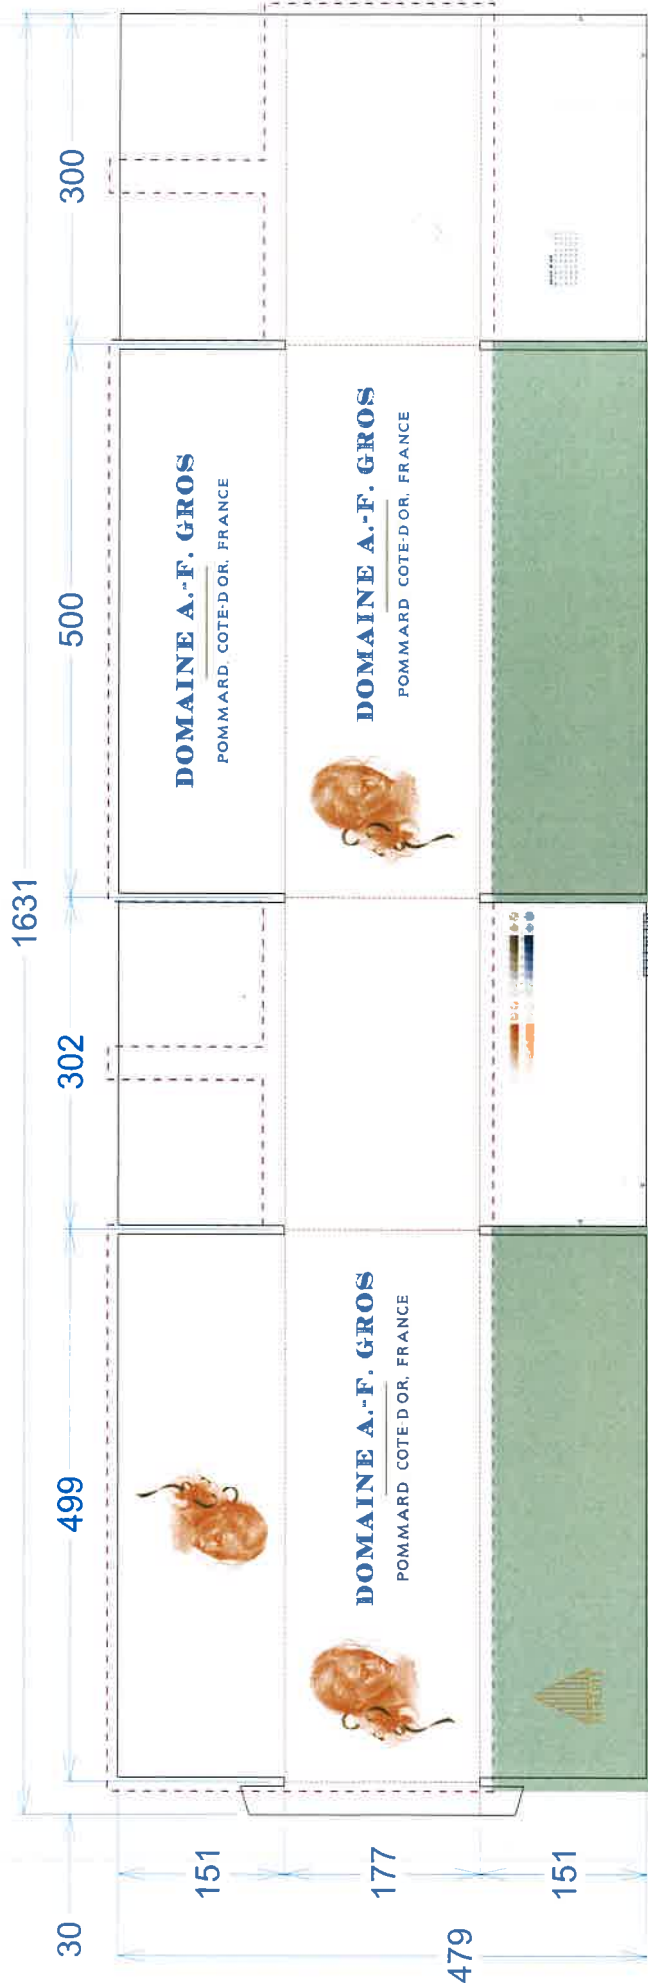 1631
30
499
302
500
300
DOMAINE A.-F. GROS
POMMARD, COTE-D'OR, FRANCE
DOMAINE A.-F. GROS
POMMARD COTE-D'OR, FRANCE
DOMAINE A.-F. GROS
POMMARD COTE-D'OR, FRANCE
151
177
151
479